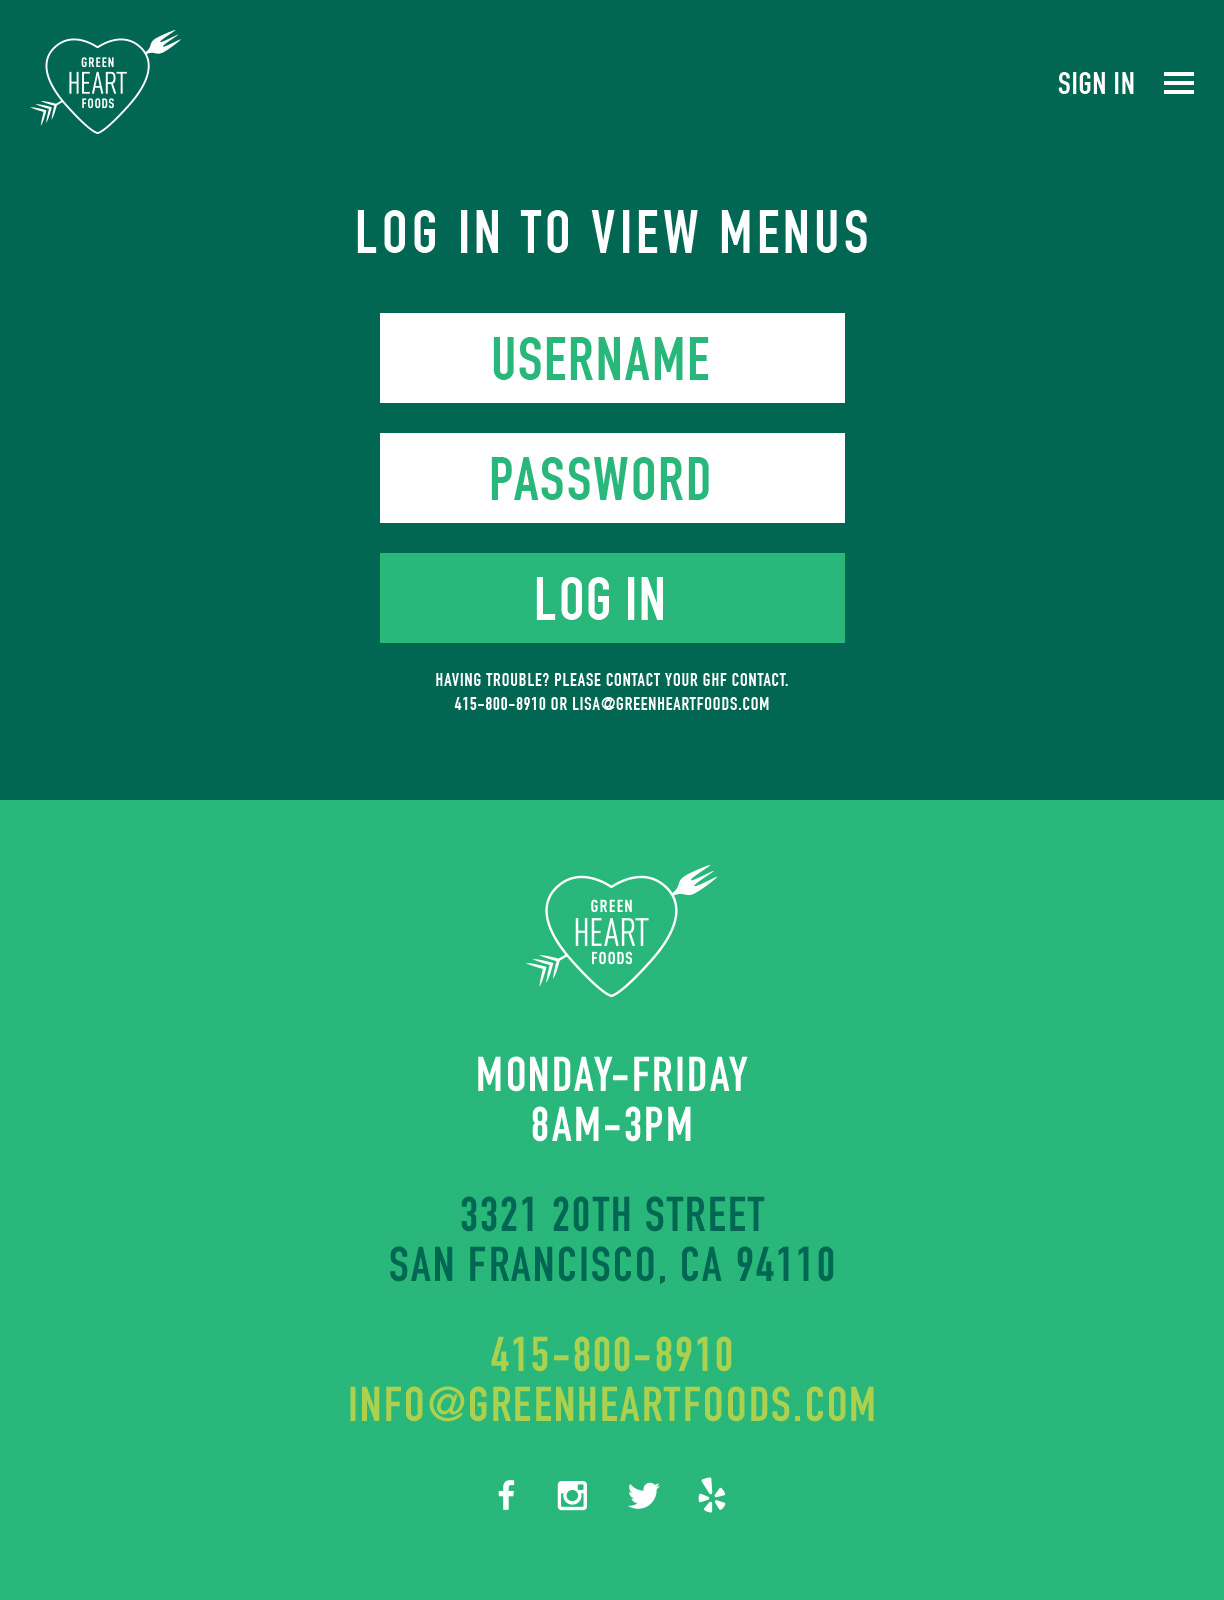 GREEN
HEART
FOODS
SIGN IN
LOG IN TO VIEW MENUS
USERNAME
PASSWORD
LOG IN
HAVING TROUBLE? PLEASE CONTACT YOUR GHF CONTACT.
415-800-8910 OR LISA@GREENHEARTFOODS.COM
GREEN
HEART
FOODS
MONDAY-FRIDAY
8AM-3PM
3321 20TH STREET
SAN FRANCISCO, CA 94110
415-800-8910
INFO@GREENHEARTFOODS.COM